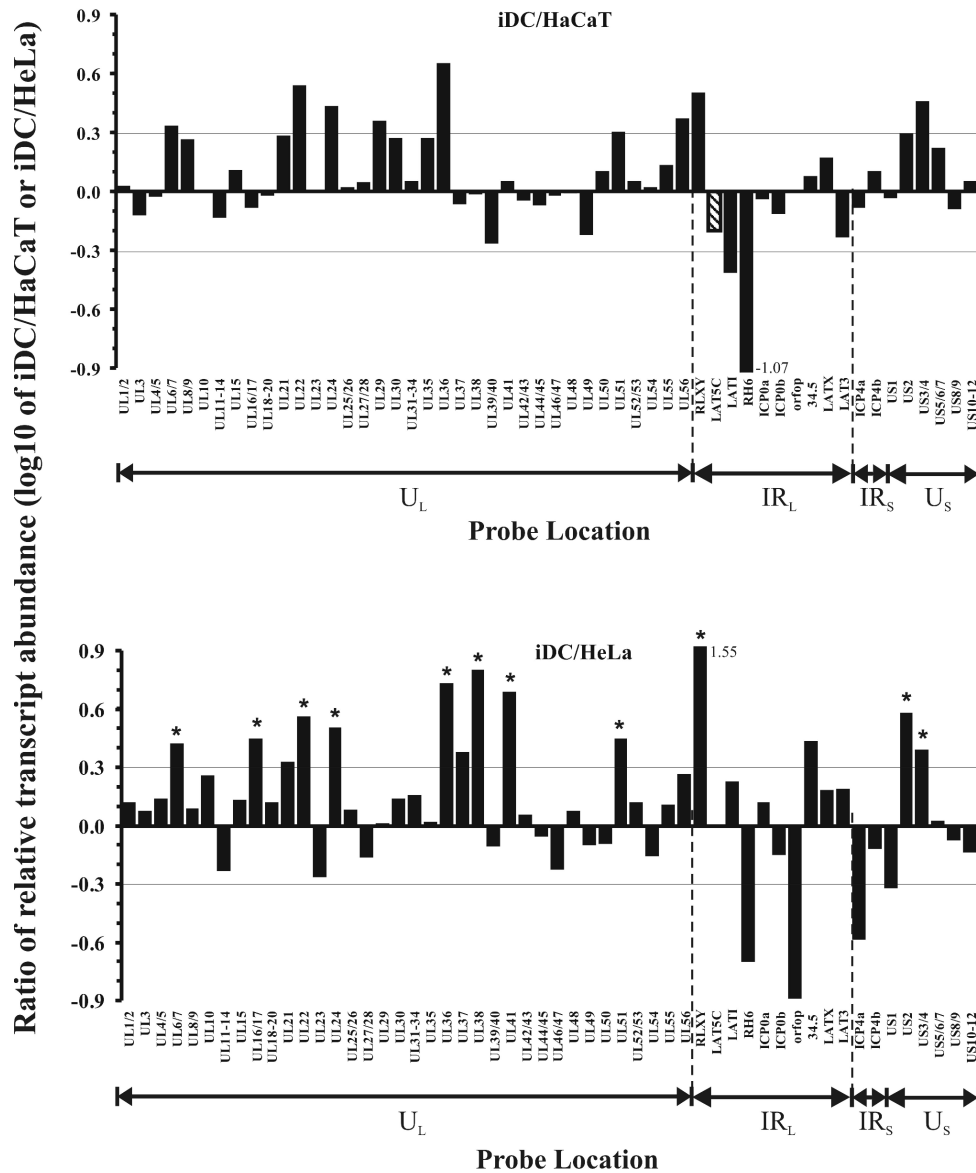 Ratio of relative transcript abundance (log10 of iDC/HaCaT or iDC/HeLa)
iDC/HaCaT
0.9
0.6
0.3
0.0
-0.3
-0.6
-0.9
-1.07
UL1/2
UL3
UL4/5
UL6/7
UL8/9
UL10
UL11-14
UL15
UL16/17
UL18-20
UL21
UL22
UL23
UL24
UL25/26
UL27/28
UL29
UL30
UL31-34
UL35
UL36
UL37
UL38
UL39/40
UL41
UL42/43
UL44/45
UL46/47
UL48
UL49
UL50
UL51
UL52/53
UL54
UL55
UL56
RLXY
LAT5C
LATI
RH6
ICP0a
ICP0b
orfop
34.5
LATX
LAT3
ICP4a
ICP4b
US1
US2
US3/4
US5/6/7
US8/9
US10-12
UL IRL IRS US
Probe Location
iDC/HeLa
0.9
0.6
0.3
0.0
-0.3
-0.6
-0.9
* * * * * * * * * * *
1.55
UL1/2
UL3
UL4/5
UL6/7
UL8/9
UL10
UL11-14
UL15
UL16/17
UL18-20
UL21
UL22
UL23
UL24
UL25/26
UL27/28
UL29
UL30
UL31-34
UL35
UL36
UL37
UL38
UL39/40
UL41
UL42/43
UL44/45
UL46/47
UL48
UL49
UL50
UL51
UL52/53
UL54
UL55
UL56
RLXY
LAT5C
LATI
RH6
ICP0a
ICP0b
orfop
34.5
LATX
LAT3
ICP4a
ICP4b
US1
US2
US3/4
US5/6/7
US8/9
US10-12
UL IRL IRS US
Probe Location